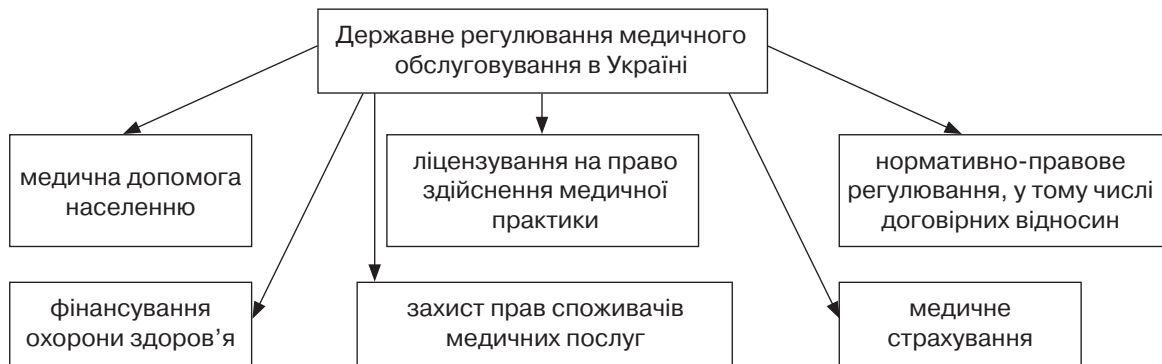 Державне регулювання медичного
обслуговування в Україні
медична допомога
населенню
ліцензування на право
здійснення медичної
практики
нормативно-правове
регулювання, у тому числі
договірних відносин
фінансування
охорони здоров’я
захист прав споживачів
медичних послуг
медичне
страхування